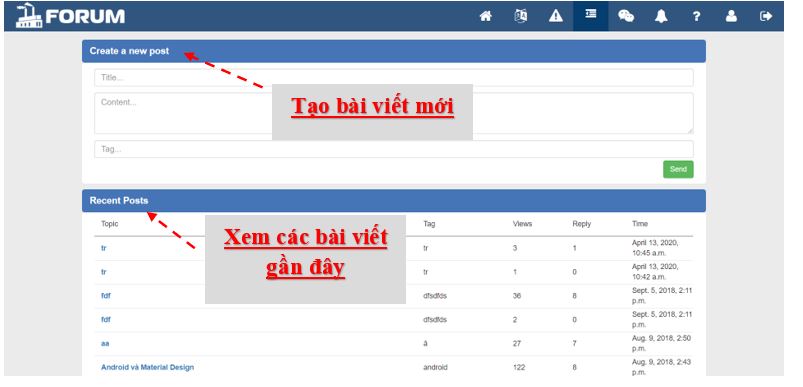 FORUM
?
Create a new post
Title...
Content...
Tạo bài viết mới
Tag...
Send
Recent Posts
Topic Tag Views Reply Time
Xem các bài viết
gần đây
tr tr 3 1 April 13, 2020,
10:45 a.m.
tr tr 1 0 April 13, 2020,
10:42 a.m.
fdf dfsdfds 36 8 Sept. 5, 2018, 2:11
p.m.
fdf dfsdfds 2 0 Sept. 5, 2018, 2:11
p.m.
aa â 27 7 Aug. 9, 2018, 2:50
p.m.
Android và Material Design android 122 8 Aug. 9, 2018, 2:43
p.m.